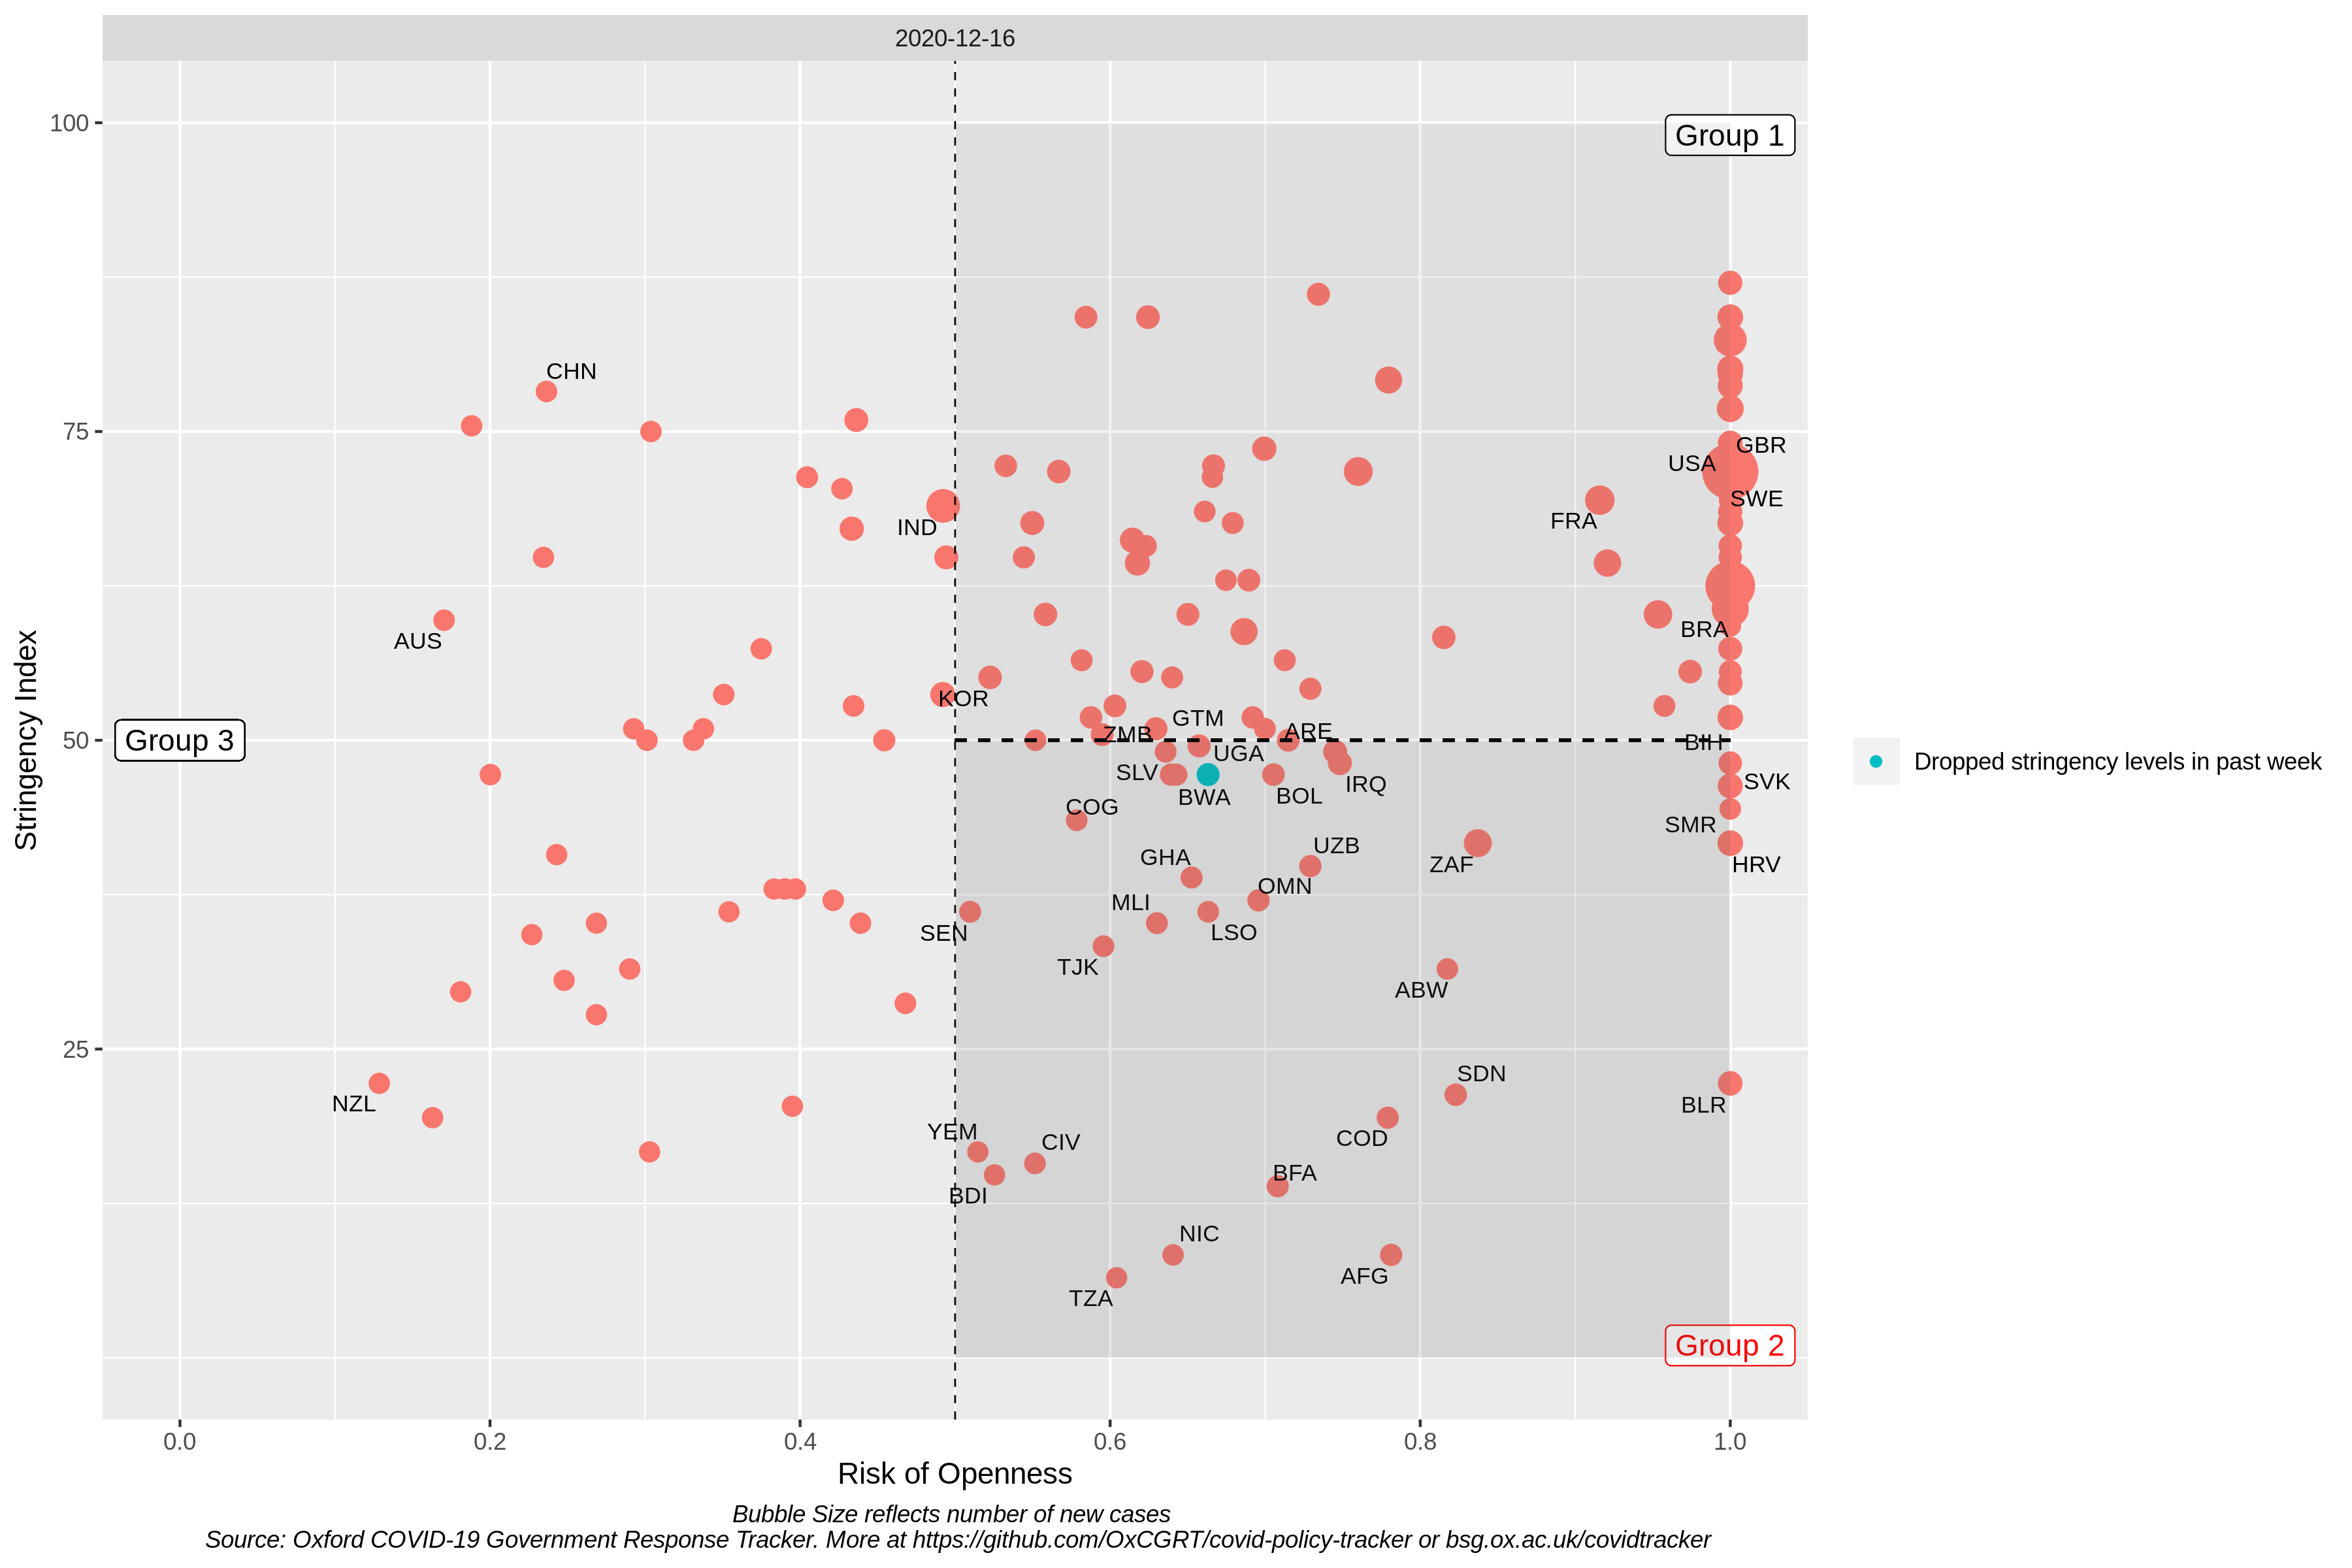 2020-12-16
100
Group 1
CHN
75
GBR
USA
SWE
FRA
IND
BRA
AUS
KOR
GTM
ZMB
ARE
Group 3
50
BIH
UGA
SLV
IRQ
SVK
BWA
BOL
COG
SMR
UZB
GHA
ZAF
HRV
OMN
MLI
SEN
LSO
TJK
ABW
25
SDN
NZL
BLR
YEM
CIV
COD
BFA
BDI
NIC
AFG
TZA
Group 2
Stringency Index
0.0 0.2 0.4 0.6 0.8 1.0
Risk of Openness
Dropped stringency levels in past week
Bubble Size reflects number of new cases
Source: Oxford COVID-19 Government Response Tracker. More at https://github.com/OxCGRT/covid-policy-tracker or bsg.ox.ac.uk/covidtracker